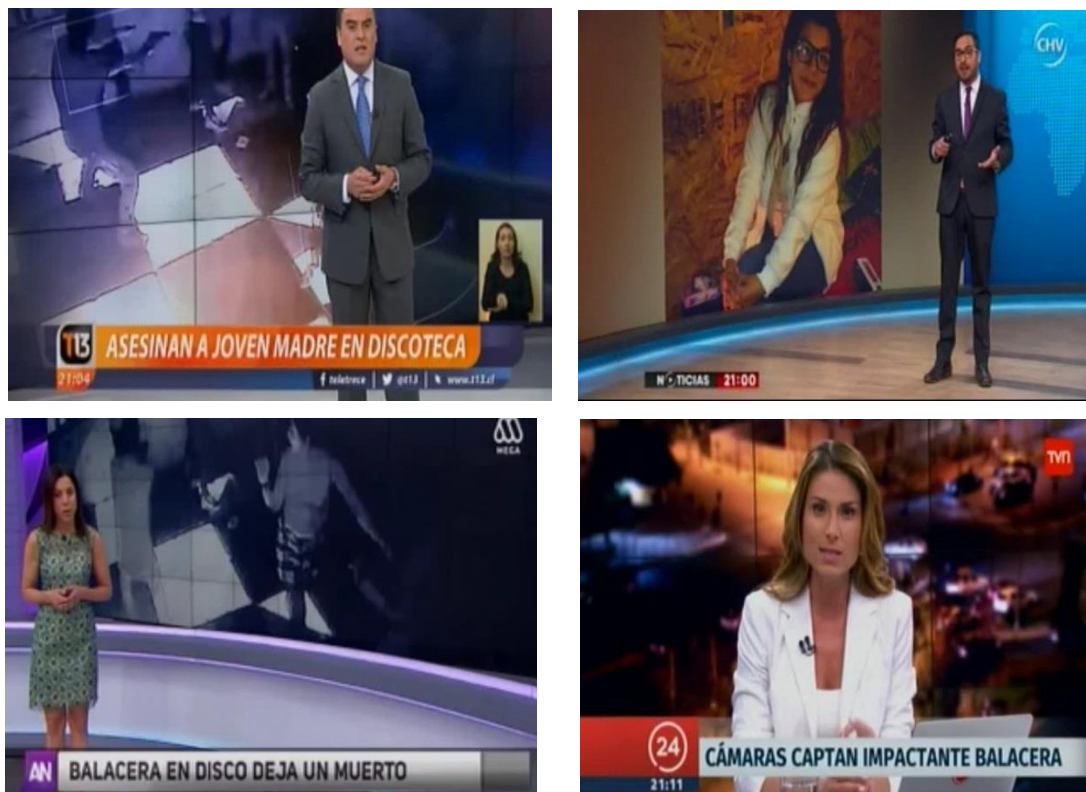 T13
ASESINAN A JOVEN MADRE EN DISCOTECA
21:04
teletrece
@t13
www.t13.cl
CHV
NOTICIAS 21:00
MEGA
AN
BALACERA EN DISCO DEJA UN MUERTO
TVN
24
CÁMARAS CAPTAN IMPACTANTE BALACERA
21:11